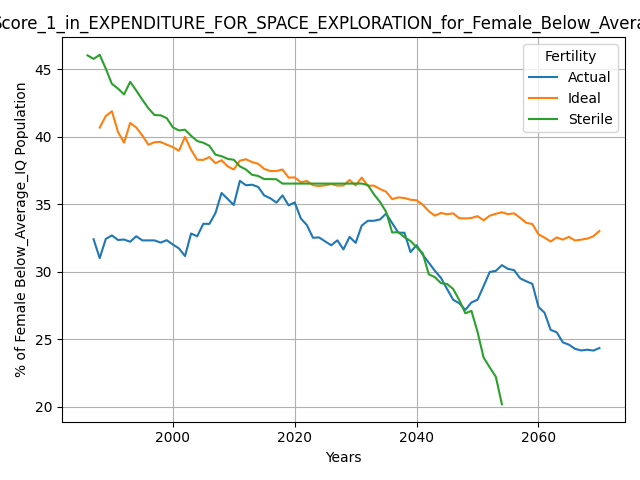 Score_1_in_EXPENDITURE_FOR_SPACE_EXPLORATION_for_Female_Below_Avera
Fertility
Actual
Ideal
Sterile
% of Female Below_Average_IQ Population
45
40
35
30
25
20
2000
2020
2040
2060
Years